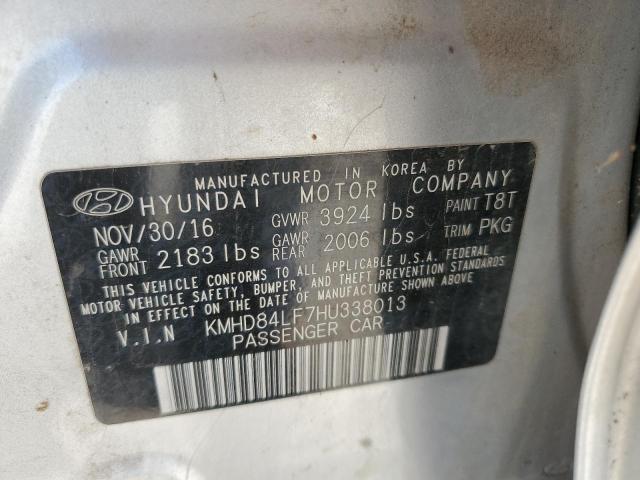 MANUFACTURED IN KOREA BY
HYUNDAI MOTOR COMPANY
NOV/30/16 GVWR 3924 lbs PAINT T8T
GAWR FRONT 2183 lbs GAWR REAR 2006 lbs TRIM PKG
THIS VEHICLE CONFORMS TO ALL APPLICABLE U.S.A. FEDERAL
MOTOR VEHICLE SAFETY, BUMPER, AND THEFT PREVENTION STANDARDS
IN EFFECT ON THE DATE OF MANUFACTURE SHOWN ABOVE.
V.I.N KMHD84LF7HU338013
PASSENGER CAR